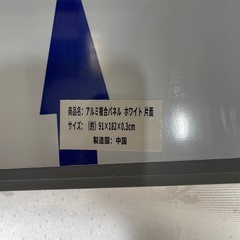 商品名: アルミ複合パネル ホワイト 片面
サイズ: (約) 91×182×0.3cm
製造国: 中国